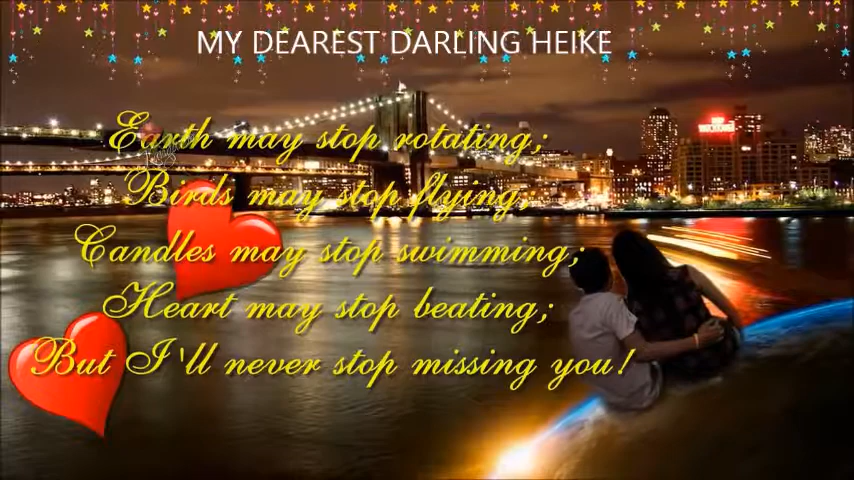 MY DEAREST DARLING HEIKE
Earth may stop rotating;
Birds may stop flying;
Candles may stop swimming;
Heart may stop beating;
But I'll never stop missing you!